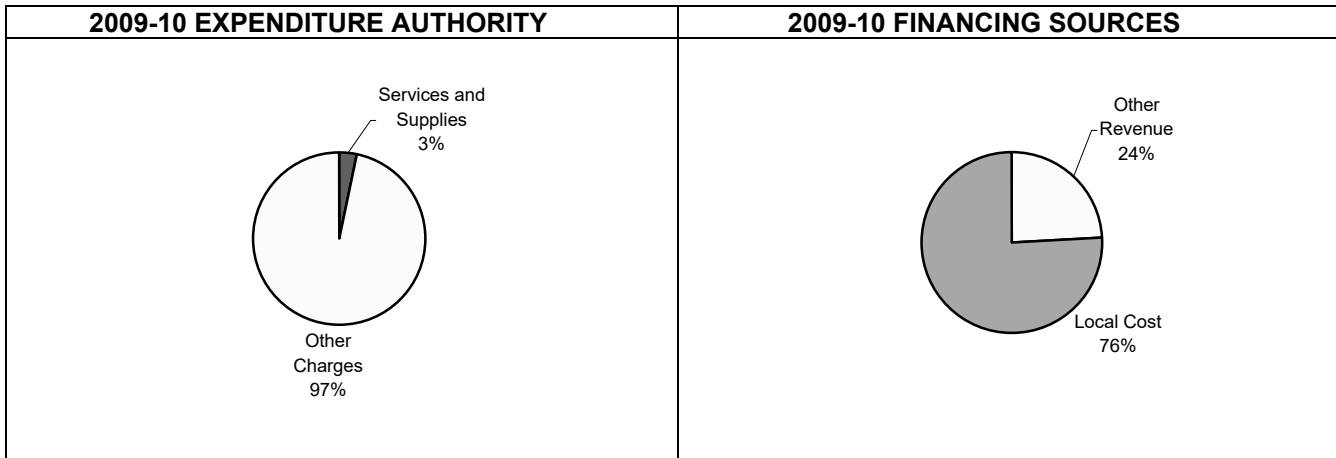 2009-10 EXPENDITURE AUTHORITY
Services and
Supplies
3%
Other
Charges
97%
2009-10 FINANCING SOURCES
Other
Revenue
24%
Local Cost
76%